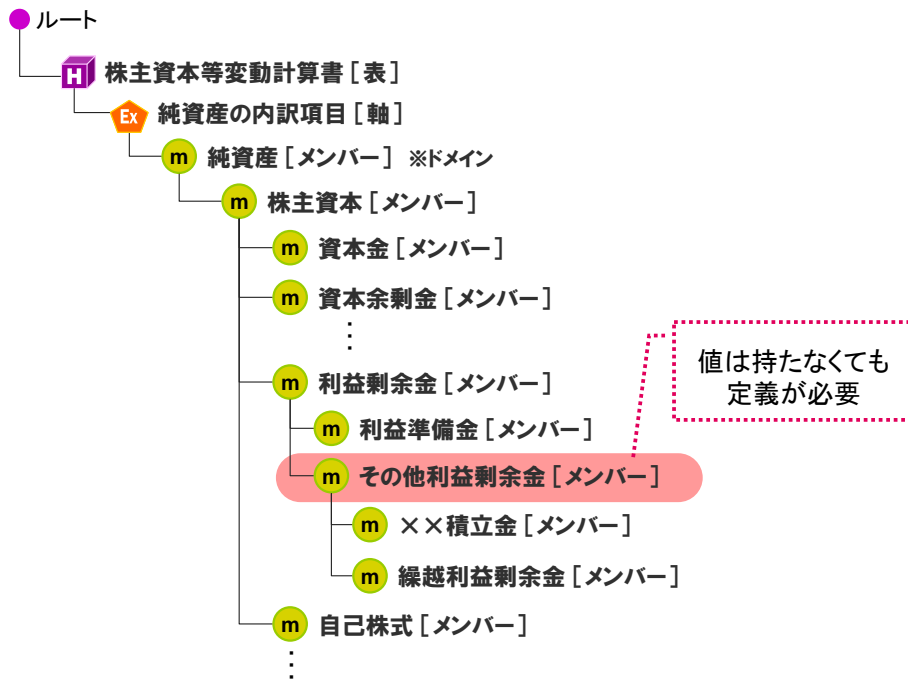 ルート
H 株主資本等変動計算書［表］
Ex 純資産の内訳項目［軸］
m 純資産［メンバー］ ※ドメイン
m 株主資本［メンバー］
m 資本金［メンバー］
m 資本余剰金［メンバー］
⋮
値は持たなくても
定義が必要
m 利益剰余金［メンバー］
m 利益準備金［メンバー］
m その他利益剰余金［メンバー］
m ××積立金［メンバー］
m 繰越利益剰余金［メンバー］
m 自己株式［メンバー］
⋮